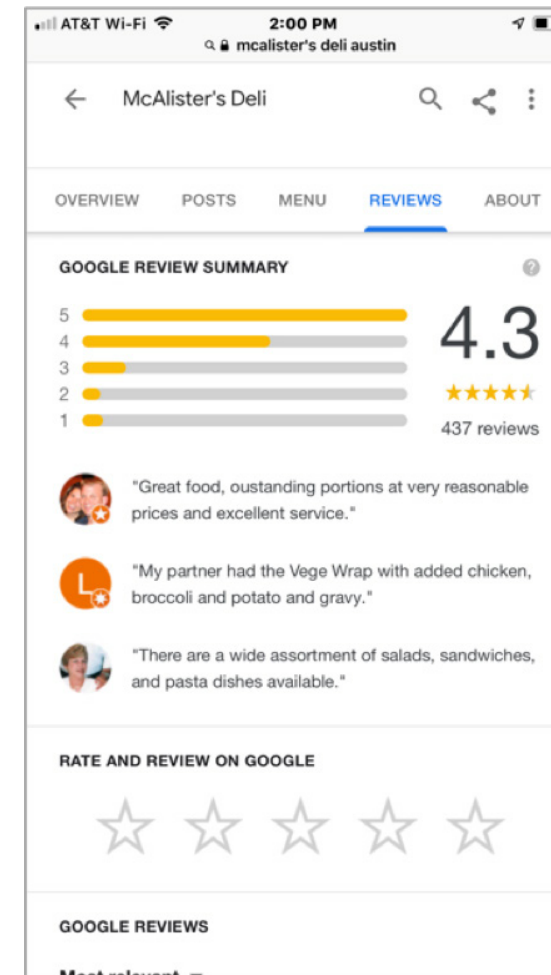 AT&T Wi-Fi 2:00 PM
mcalister's deli austin
McAlister's Deli
OVERVIEW POSTS MENU REVIEWS ABOUT
GOOGLE REVIEW SUMMARY
5
4
3
2
1
4.3
437 reviews
"Great food, oustanding portions at very reasonable
prices and excellent service."
L
"My partner had the Vege Wrap with added chicken,
broccoli and potato and gravy."
"There are a wide assortment of salads, sandwiches,
and pasta dishes available."
RATE AND REVIEW ON GOOGLE
GOOGLE REVIEWS
Most relevant